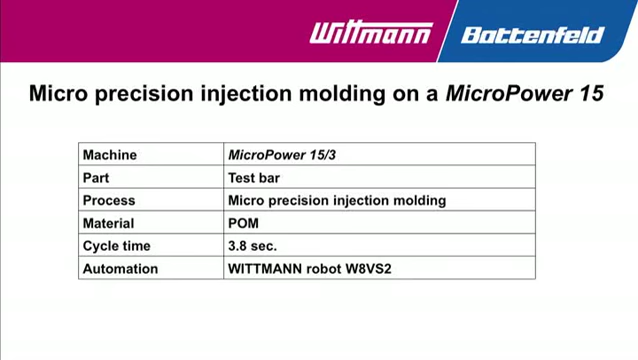 Wittmann Battenfeld
Micro precision injection molding on a MicroPower 15
Machine MicroPower 15/3
Part Test bar
Process Micro precision injection molding
Material POM
Cycle time 3.8 sec.
Automation WITTMANN robot W8VS2